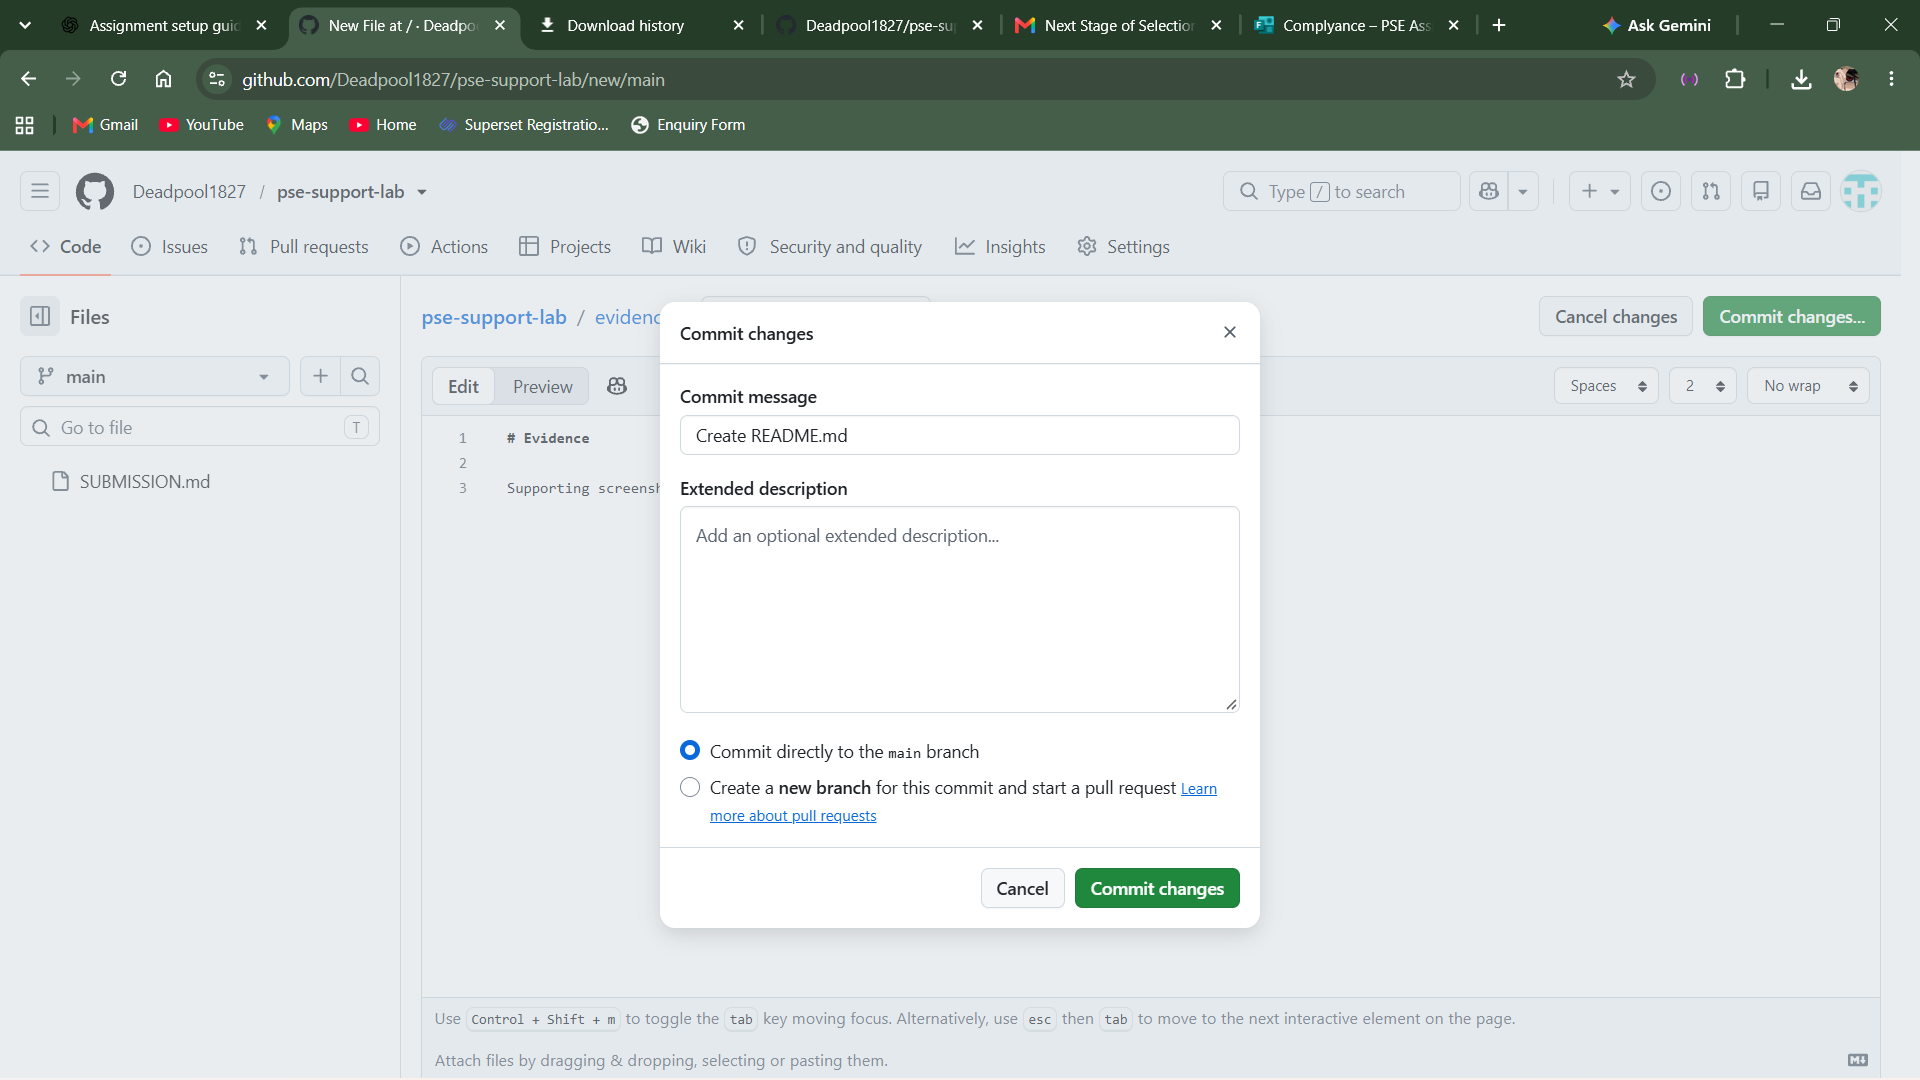 Assignment setup guid
New File at / · Deadpo
Download history
Deadpool1827/pse-su
Next Stage of Selection
Complyance – PSE Ass
Ask Gemini
github.com/Deadpool1827/pse-support-lab/new/main
Gmail
YouTube
Maps
Home
Superset Registratio...
Enquiry Form
Deadpool1827 / pse-support-lab
Type / to search
Code
Issues
Pull requests
Actions
Projects
Wiki
Security and quality
Insights
Settings
Files
pse-support-lab / evidenc
Cancel changes
Commit changes...
main
Edit
Preview
Spaces
2
No wrap
Go to file
T
SUBMISSION.md
1 # Evidence
2
3 Supporting screensh
Commit changes
Commit message
Create README.md
Extended description
Add an optional extended description...
Commit directly to the main branch
Create a new branch for this commit and start a pull request Learn
more about pull requests
Cancel
Commit changes
Use Control + Shift + m to toggle the tab key moving focus. Alternatively, use esc then tab to move to the next interactive element on the page.
Attach files by dragging & dropping, selecting or pasting them.